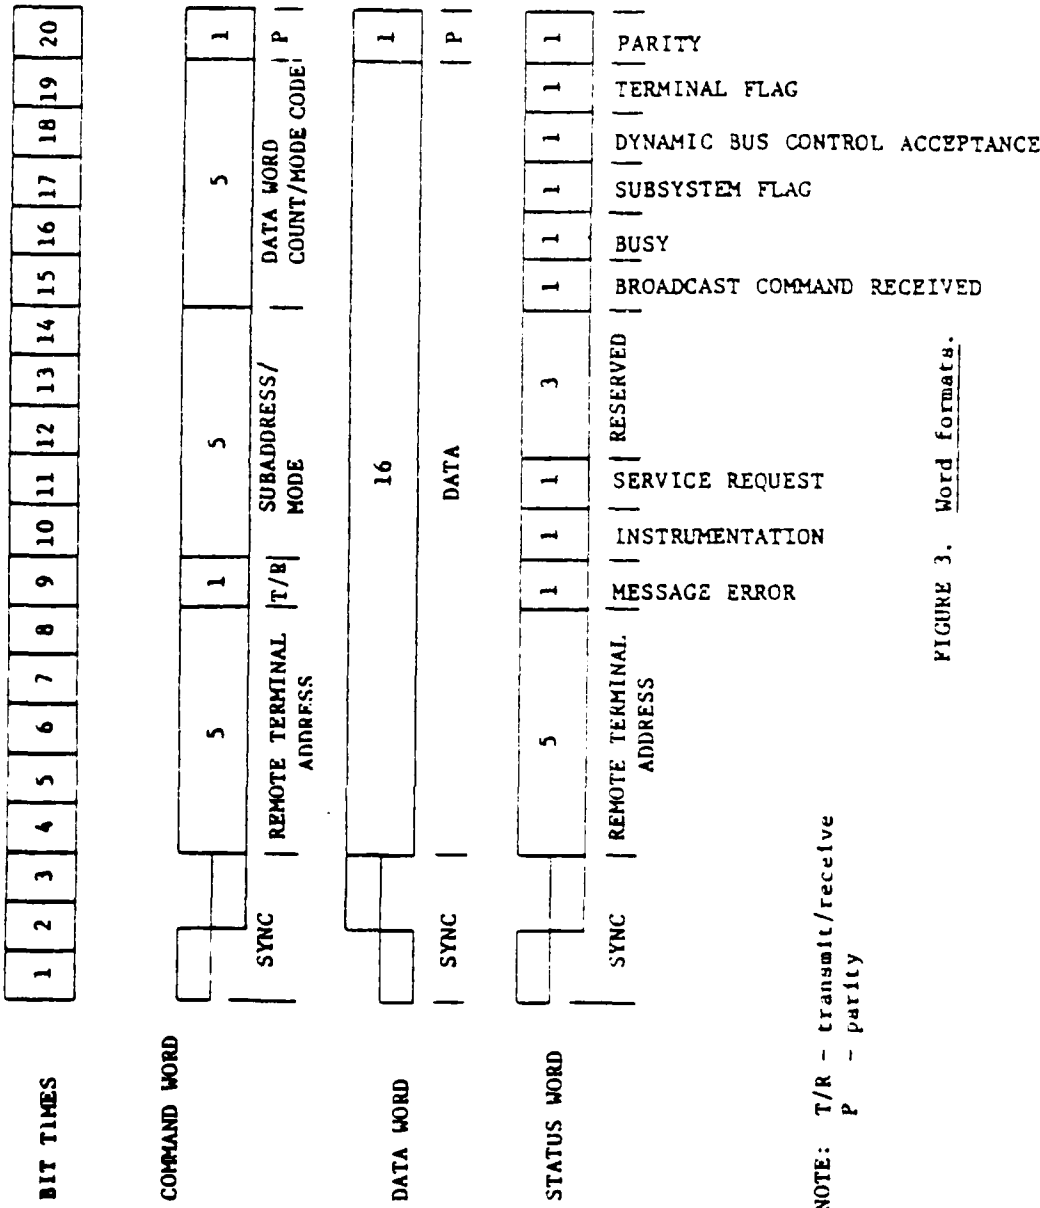 BIT TIMES
1 2 3 4 5 6 7 8 9 10 11 12 13 14 15 16 17 18 19 20
COMMAND WORD
5 1 5 5 1
SYNC
REMOTE TERMINAL
ADDRESS
T/R
SUBADDRESS/
MODE
DATA WORD
COUNT/MODE CODE
P
DATA WORD
16 1
SYNC
DATA
P
STATUS WORD
5 1 1 1 3 1 1 1 1 1 1
SYNC
REMOTE TERMINAL
ADDRESS
MESSAGE ERROR
INSTRUMENTATION
SERVICE REQUEST
RESERVED
BROADCAST COMMAND RECEIVED
BUSY
SUBSYSTEM FLAG
DYNAMIC BUS CONTROL ACCEPTANCE
TERMINAL FLAG
PARITY
NOTE: T/R - transmit/receive
P - parity
FIGURE 3. Word formats.